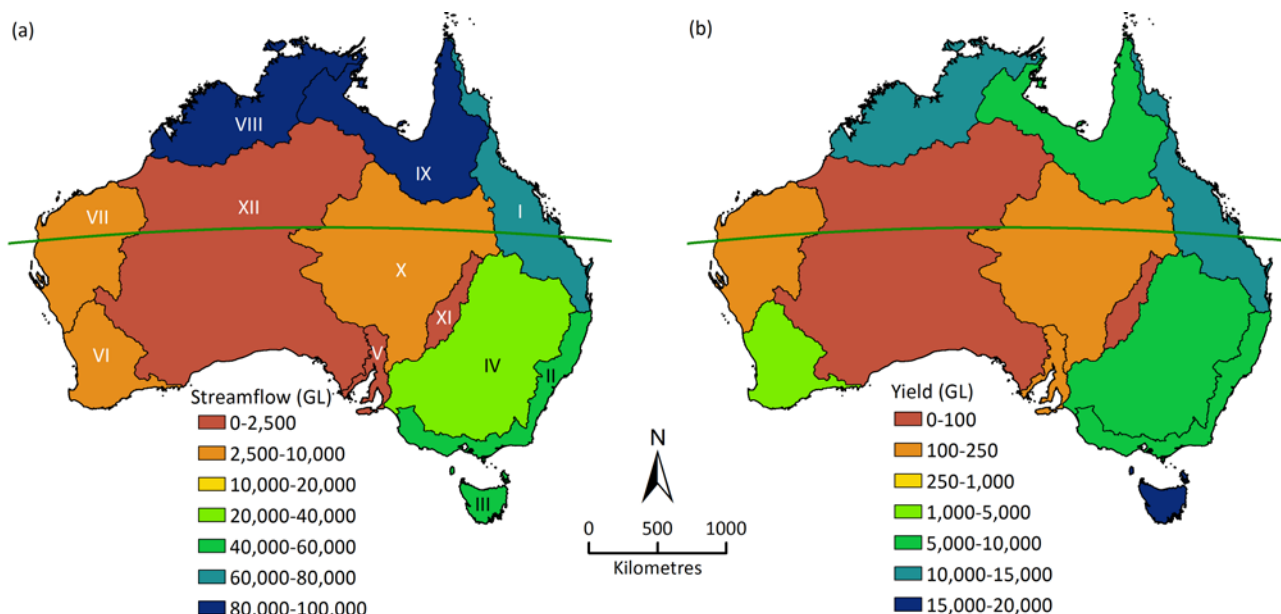 (a)
VIII
IX
XII
VII
I
X
XI
VI
V
IV
II
III
Streamflow (GL)
0-2,500
2,500-10,000
10,000-20,000
20,000-40,000
40,000-60,000
60,000-80,000
80,000-100,000
N
0 500 1000
Kilometres
(b)
Yield (GL)
0-100
100-250
250-1,000
1,000-5,000
5,000-10,000
10,000-15,000
15,000-20,000